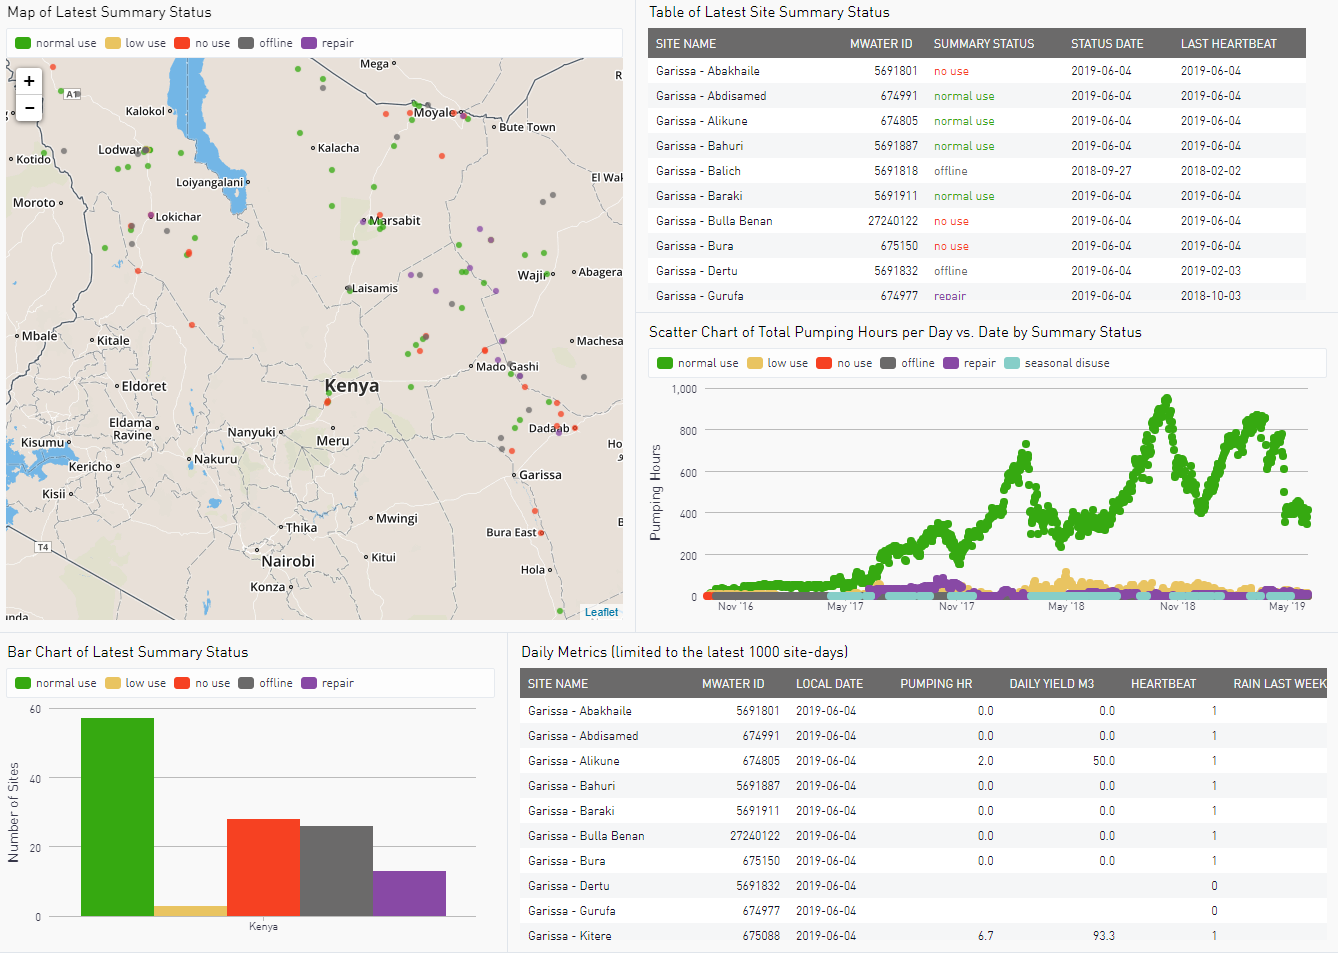 Map of Latest Summary Status
normal use low use no use offline repair
+
−
Mega
A1
Kalokol
Moyale
Bute Town
Lodwar
Kalacha
Kotido
Loiyangalani
El Wak
Moroto
Lokichar
Marsabit
Wajir
Abagera
Laisamis
Mbale
Kitale
Machesa
Mado Gashi
Eldoret
Kenya
Eldama
Ravine
Nanyuki
Meru
Dadaab
Kisumu
Kericho
Nakuru
Garissa
Kisii
Mwingi
Thika
Bura East
T4
Nairobi
Kitui
Hola
Konza
Leaflet
Table of Latest Site Summary Status
SITE NAME MWATER ID SUMMARY STATUS STATUS DATE LAST HEARTBEAT
Garissa - Abakhaile 5691801 no use 2019-06-04 2019-06-04
Garissa - Abdisamed 674991 normal use 2019-06-04 2019-06-04
Garissa - Alikune 674805 normal use 2019-06-04 2019-06-04
Garissa - Bahuri 5691887 normal use 2019-06-04 2019-06-04
Garissa - Balich 5691818 offline 2018-09-27 2018-02-02
Garissa - Baraki 5691911 normal use 2019-06-04 2019-06-04
Garissa - Bulla Benan 27240122 no use 2019-06-04 2019-06-04
Garissa - Bura 675150 no use 2019-06-04 2019-06-04
Garissa - Dertu 5691832 offline 2019-06-04 2019-02-03
Garissa - Gurufa 674977 repair 2019-06-04 2018-10-03
Scatter Chart of Total Pumping Hours per Day vs. Date by Summary Status
normal use low use no use offline repair seasonal disuse
Pumping Hours
1,000
800
600
400
200
0
Nov '16 May '17 Nov '17 May '18 Nov '18 May '19
Bar Chart of Latest Summary Status
normal use low use no use offline repair
Number of Sites
60
40
20
0
Kenya
Daily Metrics (limited to the latest 1000 site-days)
SITE NAME MWATER ID LOCAL DATE PUMPING HR DAILY YIELD M3 HEARTBEAT RAIN LAST WEEK
Garissa - Abakhaile 5691801 2019-06-04 0.0 0.0 1
Garissa - Abdisamed 674991 2019-06-04 0.0 0.0 1
Garissa - Alikune 674805 2019-06-04 2.0 50.0 1
Garissa - Bahuri 5691887 2019-06-04 0.0 0.0 1
Garissa - Baraki 5691911 2019-06-04 0.0 0.0 1
Garissa - Bulla Benan 27240122 2019-06-04 0.0 0.0 1
Garissa - Bura 675150 2019-06-04 0.0 0.0 1
Garissa - Dertu 5691832 2019-06-04 0
Garissa - Gurufa 674977 2019-06-04 0
Garissa - Kitere 675088 2019-06-04 6.7 93.3 1